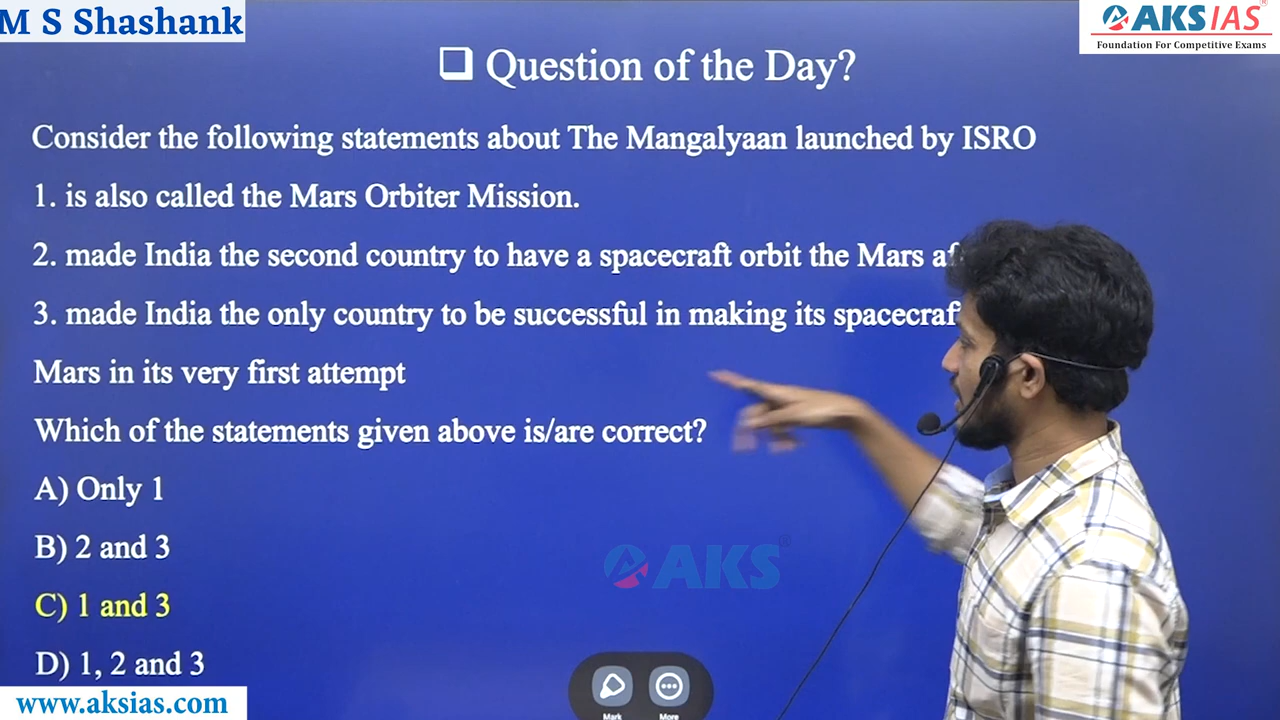 M S Shashank
AKSIAS
Foundation For Competitive Exams
Question of the Day?
Consider the following statements about The Mangalyaan launched by ISRO
1. is also called the Mars Orbiter Mission.
2. made India the second country to have a spacecraft orbit the Mars
3. made India the only country to be successful in making its
Mars in its very first attempt
Which of the statements given above is/are correct?
A) Only 1
B) 2 and 3
C) 1 and 3
D) 1, 2 and 3
AKS
Mark More
www.aksias.com